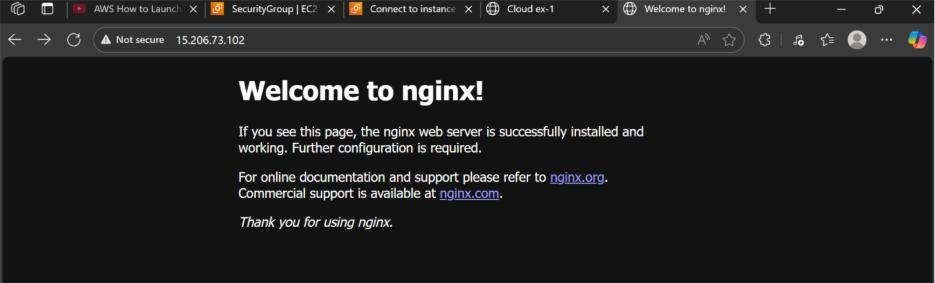 AWS How to Launch
SecurityGroup | EC2
Connect to instance
Cloud ex-1
Welcome to nginx!
Not secure 15.206.73.102
Welcome to nginx!
If you see this page, the nginx web server is successfully installed and
working. Further configuration is required.
For online documentation and support please refer to nginx.org.
Commercial support is available at nginx.com.
Thank you for using nginx.